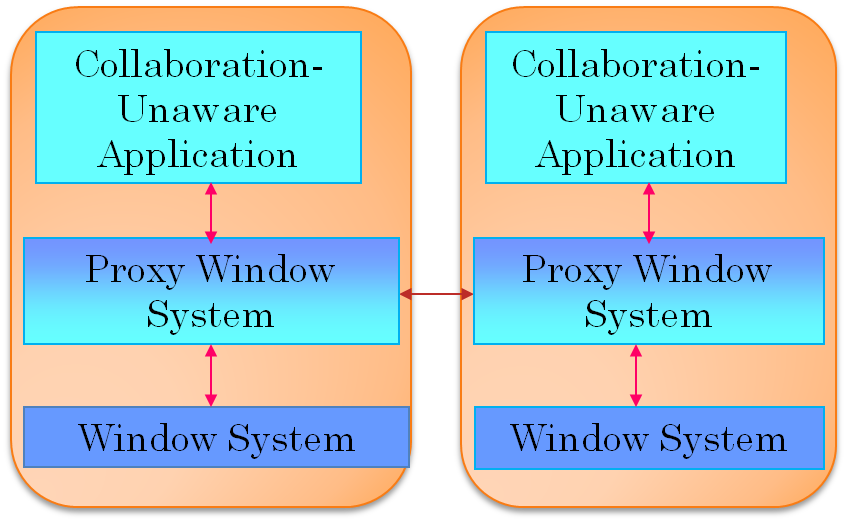 Collaboration-
Unaware
Application
Proxy Window
System
Window System
Collaboration-
Unaware
Application
Proxy Window
System
Window System